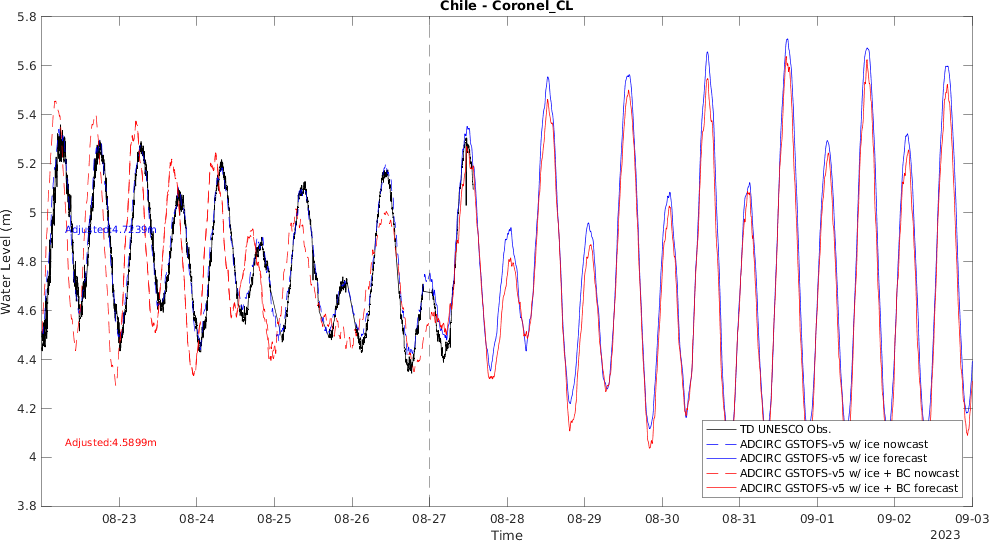 Chile - Coronel_CL
5.8
5.6
5.4
5.2
5
4.8
4.6
4.4
4.2
4
3.8
Water Level (m)
Adjusted:4.7239m
Adjusted:4.5899m
TD UNESCO Obs.
ADCIRC GSTOFS-v5 w/ ice nowcast
ADCIRC GSTOFS-v5 w/ ice forecast
ADCIRC GSTOFS-v5 w/ ice + BC nowcast
ADCIRC GSTOFS-v5 w/ ice + BC forecast
08-23 08-24 08-25 08-26 08-27 08-28 08-29 08-30 08-31 09-01 09-02 09-03
Time
2023